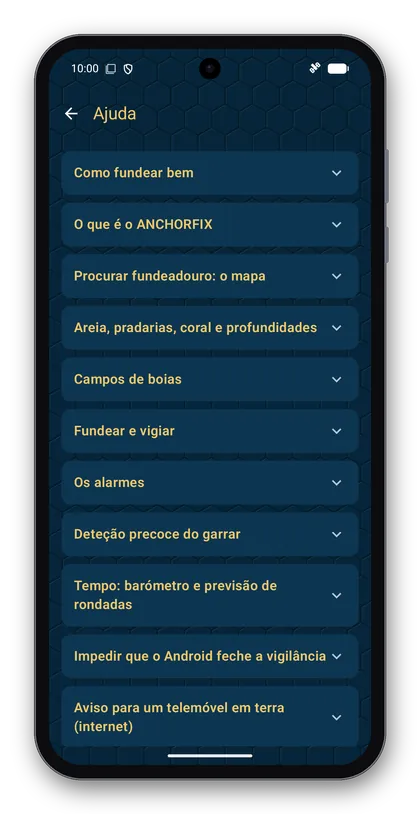 10:00
Ajuda
Como fundear bem
O que é o ANCHORFIX
Procurar fundeadouro: o mapa
Areia, pradarias, coral e profundidades
Campos de boias
Fundear e vigiar
Os alarmes
Deteção precoce do garrar
Tempo: barómetro e previsão de
rondadas
Impedir que o Android feche a vigilância
Aviso para um telemóvel em terra
(internet)